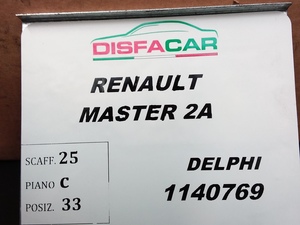 DISFACAR
RENAULT
MASTER 2A
SCAFF. 25
PIANO C
POSIZ. 33
DELPHI
1140769